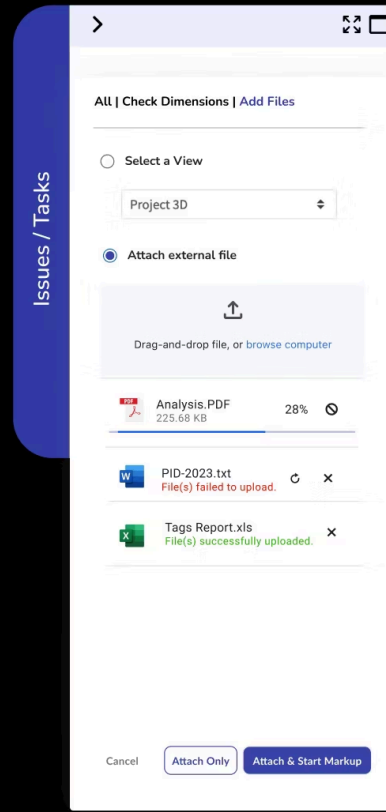 Issues / Tasks
All | Check Dimensions | Add Files
Select a View
Project 3D
Attach external file
Drag-and-drop file, or browse computer
PDF
Analysis.PDF
28%
225.68 KB
W
PID-2023.txt
File(s) failed to upload.
X
Tags Report.xls
File(s) successfully uploaded.
Cancel
Attach Only
Attach & Start Markup